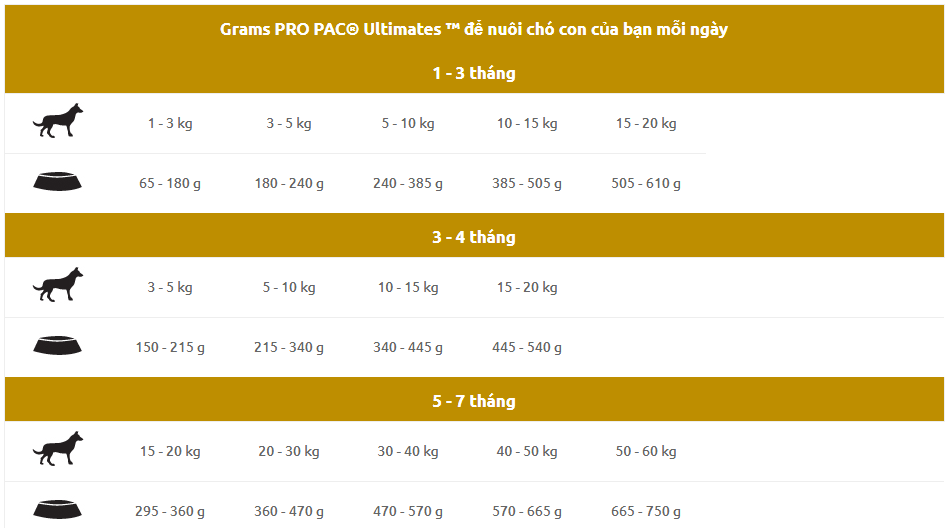 Grams PRO PAC® Ultimates ™ để nuôi chó con của bạn mỗi ngày
1 - 3 tháng
1 - 3 kg 3 - 5 kg 5 - 10 kg 10 - 15 kg 15 - 20 kg
65 - 180 g 180 - 240 g 240 - 385 g 385 - 505 g 505 - 610 g
3 - 4 tháng
3 - 5 kg 5 - 10 kg 10 - 15 kg 15 - 20 kg
150 - 215 g 215 - 340 g 340 - 445 g 445 - 540 g
5 - 7 tháng
15 - 20 kg 20 - 30 kg 30 - 40 kg 40 - 50 kg 50 - 60 kg
295 - 360 g 360 - 470 g 470 - 570 g 570 - 665 g 665 - 750 g